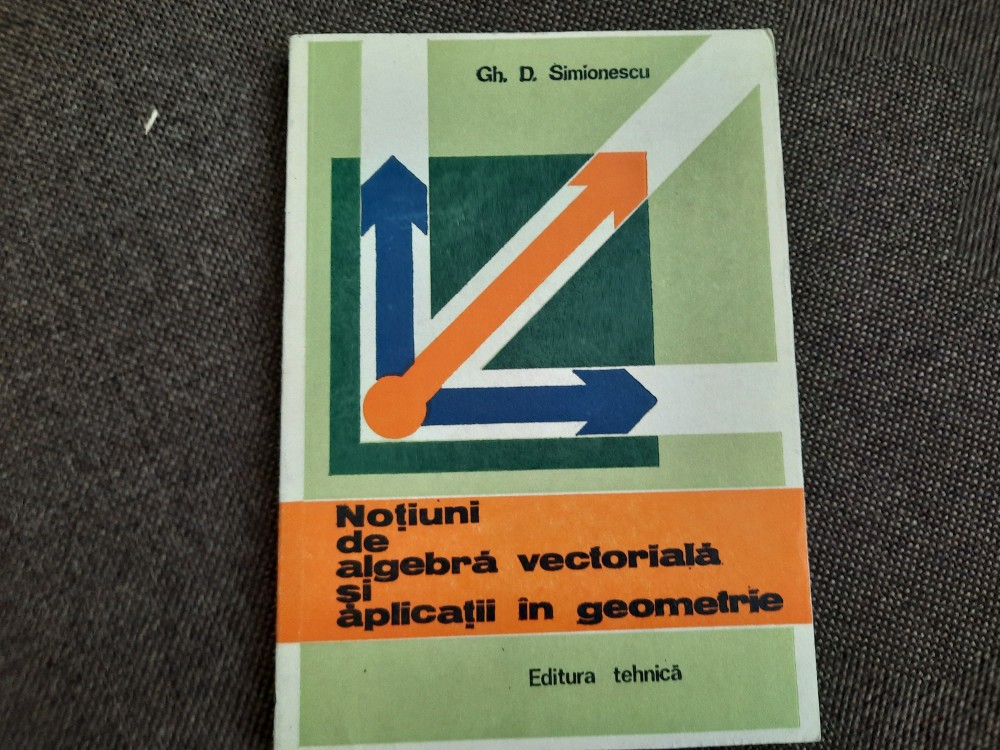 Gh. D. Simionescu
Noțiuni
de
algebră vectorială
și
aplicații în geometrie
Editura tehnică